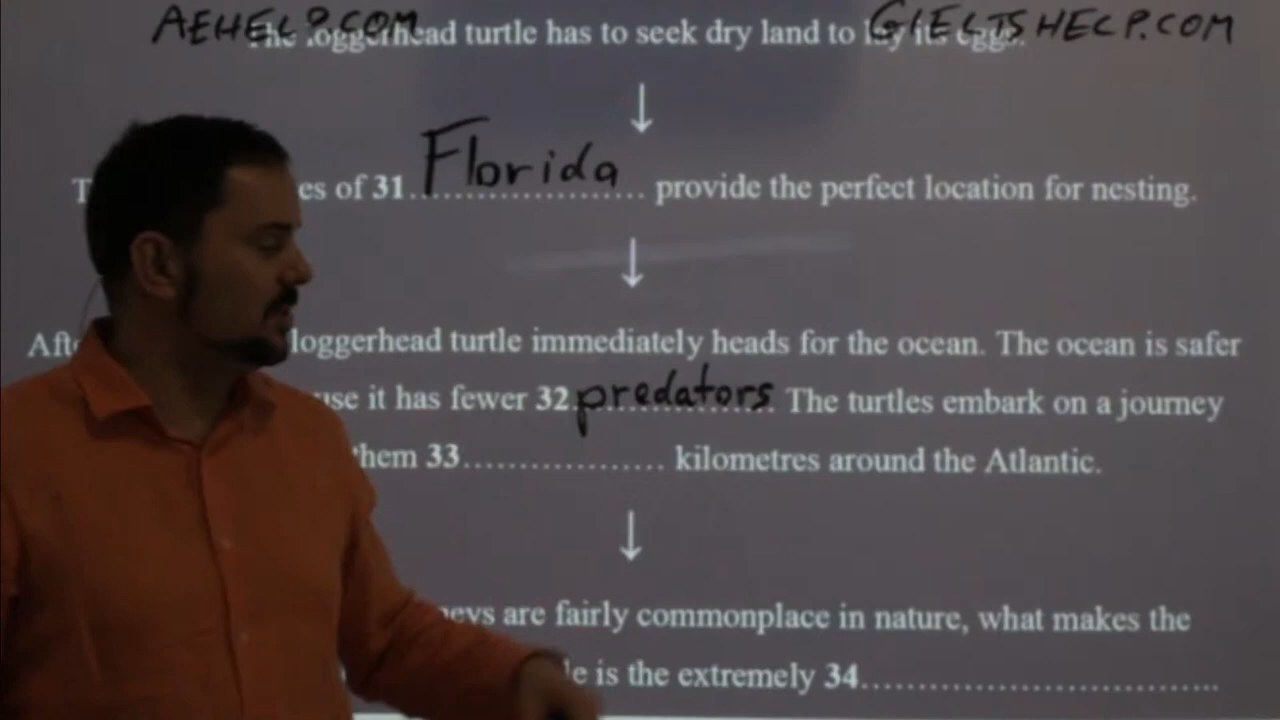 AEHELP.COM GIELTSHELP.COM
The loggerhead turtle has to seek dry land to lay its eggs.
↓
T es of 31 Florida provide the perfect location for nesting.
↓
Afte loggerhead turtle immediately heads for the ocean. The ocean is safer
use it has fewer 32 predators. The turtles embark on a journey
them 33.................. kilometres around the Atlantic.
↓
neys are fairly commonplace in nature, what makes the
le is the extremely 34................................